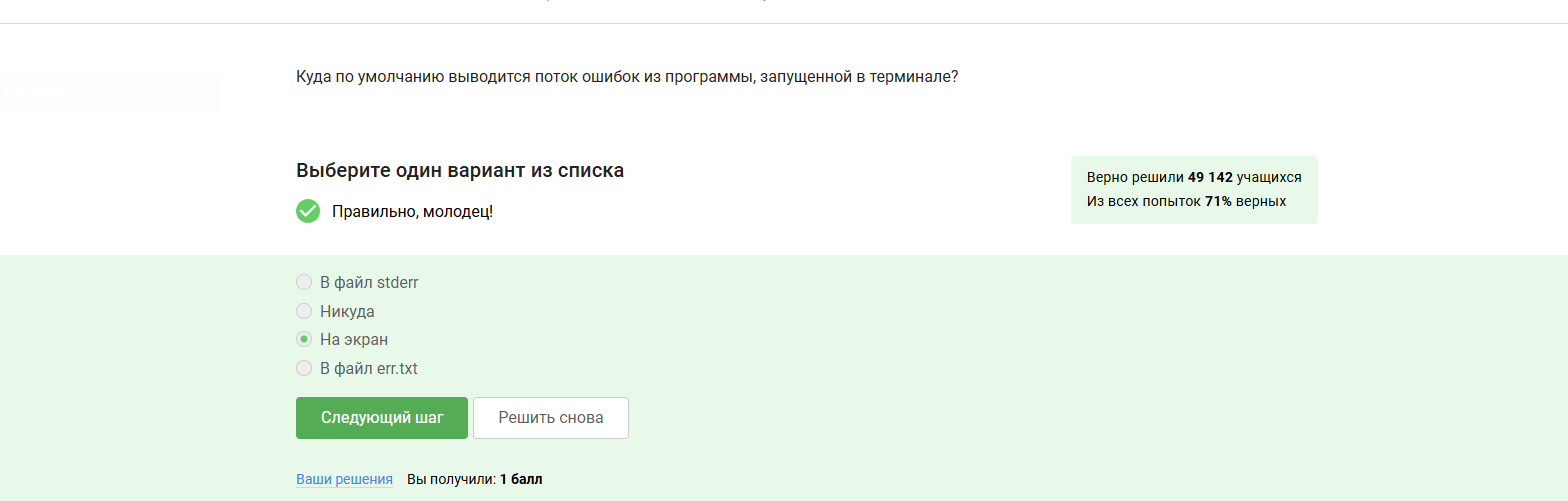 Куда по умолчанию выводится поток ошибок из программы, запущенной в терминале?
Выберите один вариант из списка
Правильно, молодец!
Верно решили 49 142 учащихся
Из всех попыток 71% верных
В файл stderr
Никуда
На экран
В файл err.txt
Следующий шаг
Решить снова
Ваши решения Вы получили: 1 балл